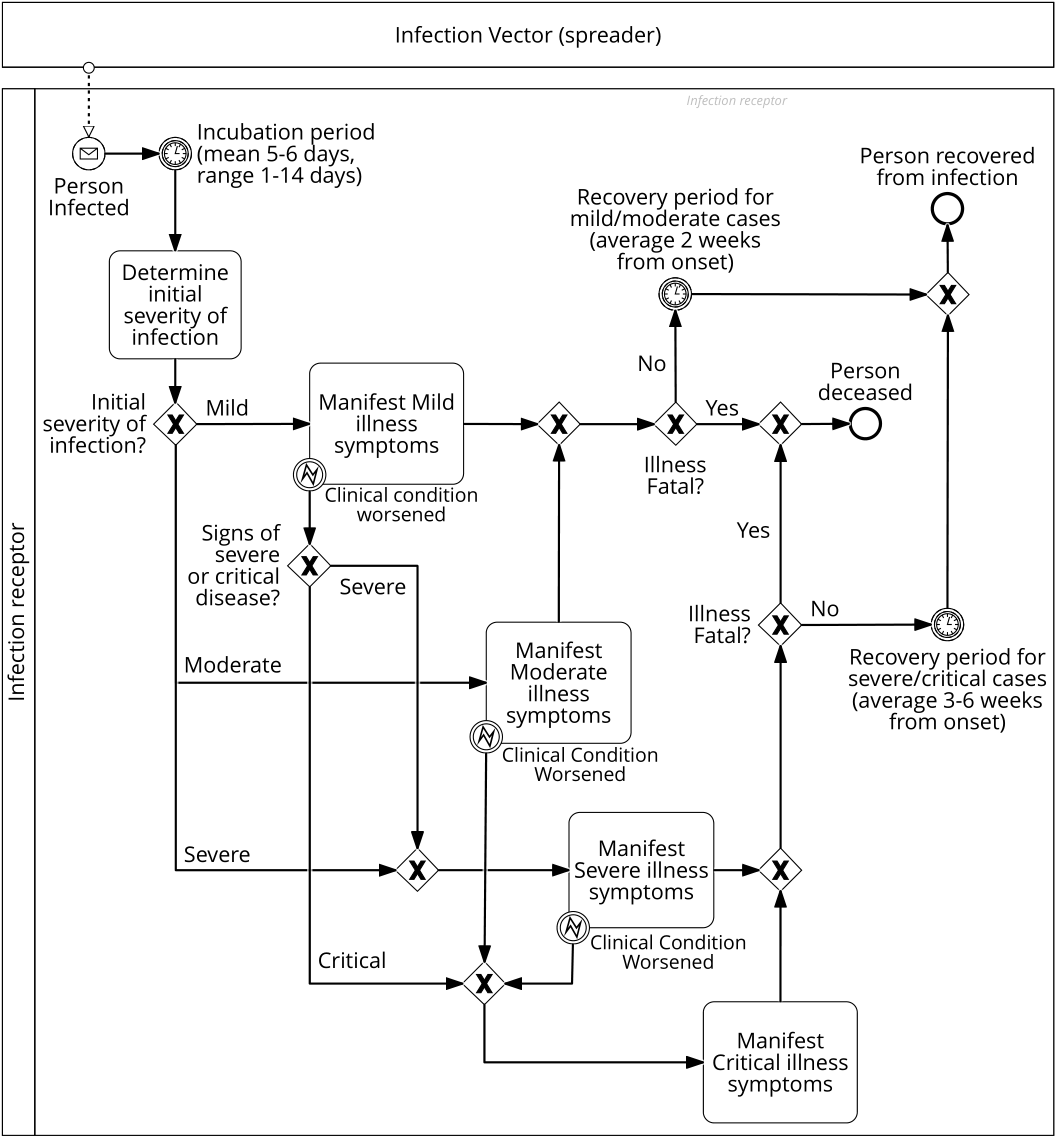 Infection Vector (spreader)
Infection receptor
Infection receptor
Incubation period
(mean 5-6 days,
range 1-14 days)
Person
Infected
Person recovered
from infection
Recovery period for
mild/moderate cases
(average 2 weeks
from onset)
Determine
initial
severity of
infection
No
Person
deceased
Initial
severity of
infection?
Mild
Manifest Mild
illness
symptoms
Yes
Illness
Fatal?
Clinical condition
worsened
Signs of
severe
or critical
disease?
Severe
Yes
Illness
Fatal?
No
Moderate
Manifest
Moderate
illness
symptoms
Recovery period for
severe/critical cases
(average 3-6 weeks
from onset)
Clinical Condition
Worsened
Severe
Manifest
Severe illness
symptoms
Clinical Condition
Worsened
Critical
Manifest
Critical illness
symptoms